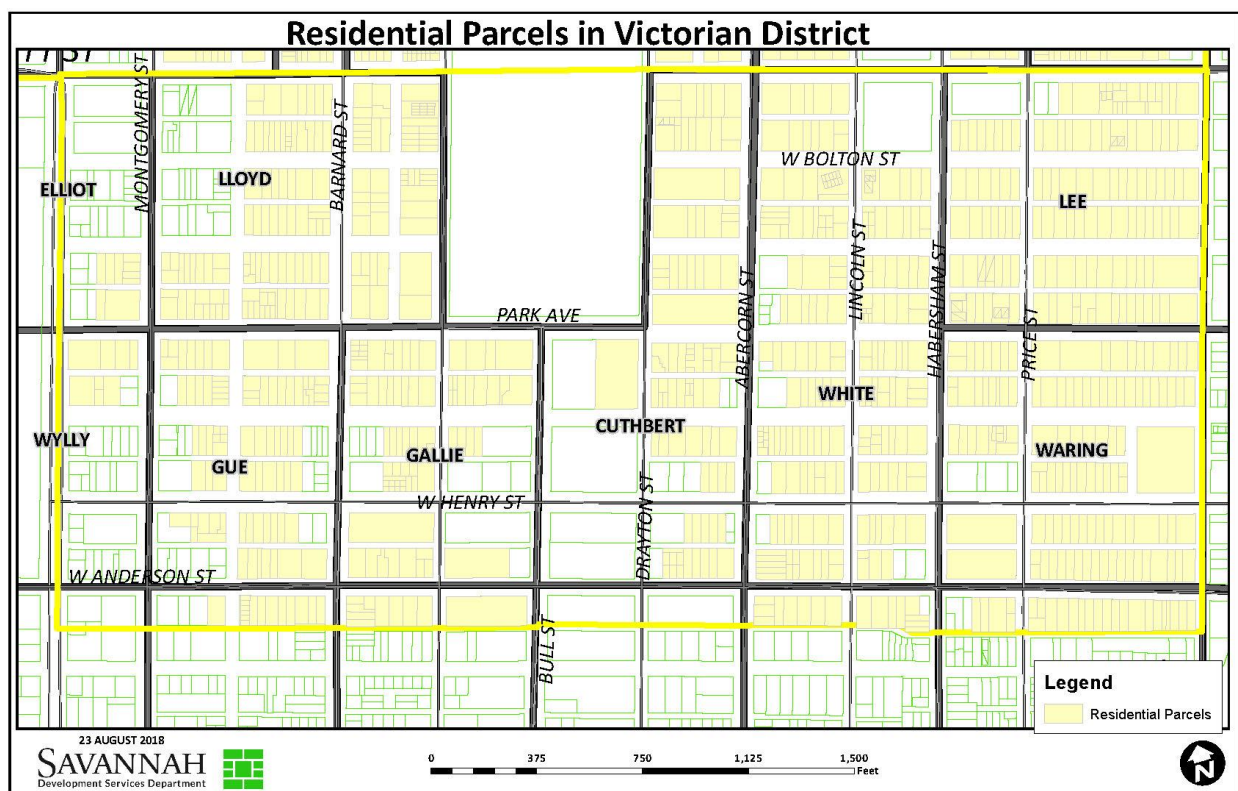 Residential Parcels in Victorian District
MONTGOMERY ST
BARNARD ST
W BOLTON ST
ELLIOT
LLOYD
LEE
LINCOLN ST
HABERSHAM ST
PARK AVE
ABERCORN ST
PRICE ST
WHITE
CUTHBERT
WYLLY
GUE
GALLIE
WARING
W HENRY ST
DRAYTON ST
W ANDERSON ST
BULL ST
Legend
Residential Parcels
23 AUGUST 2018
SAVANNAH
Development Services Department
0 375 750 1,125 1,500
Feet
N